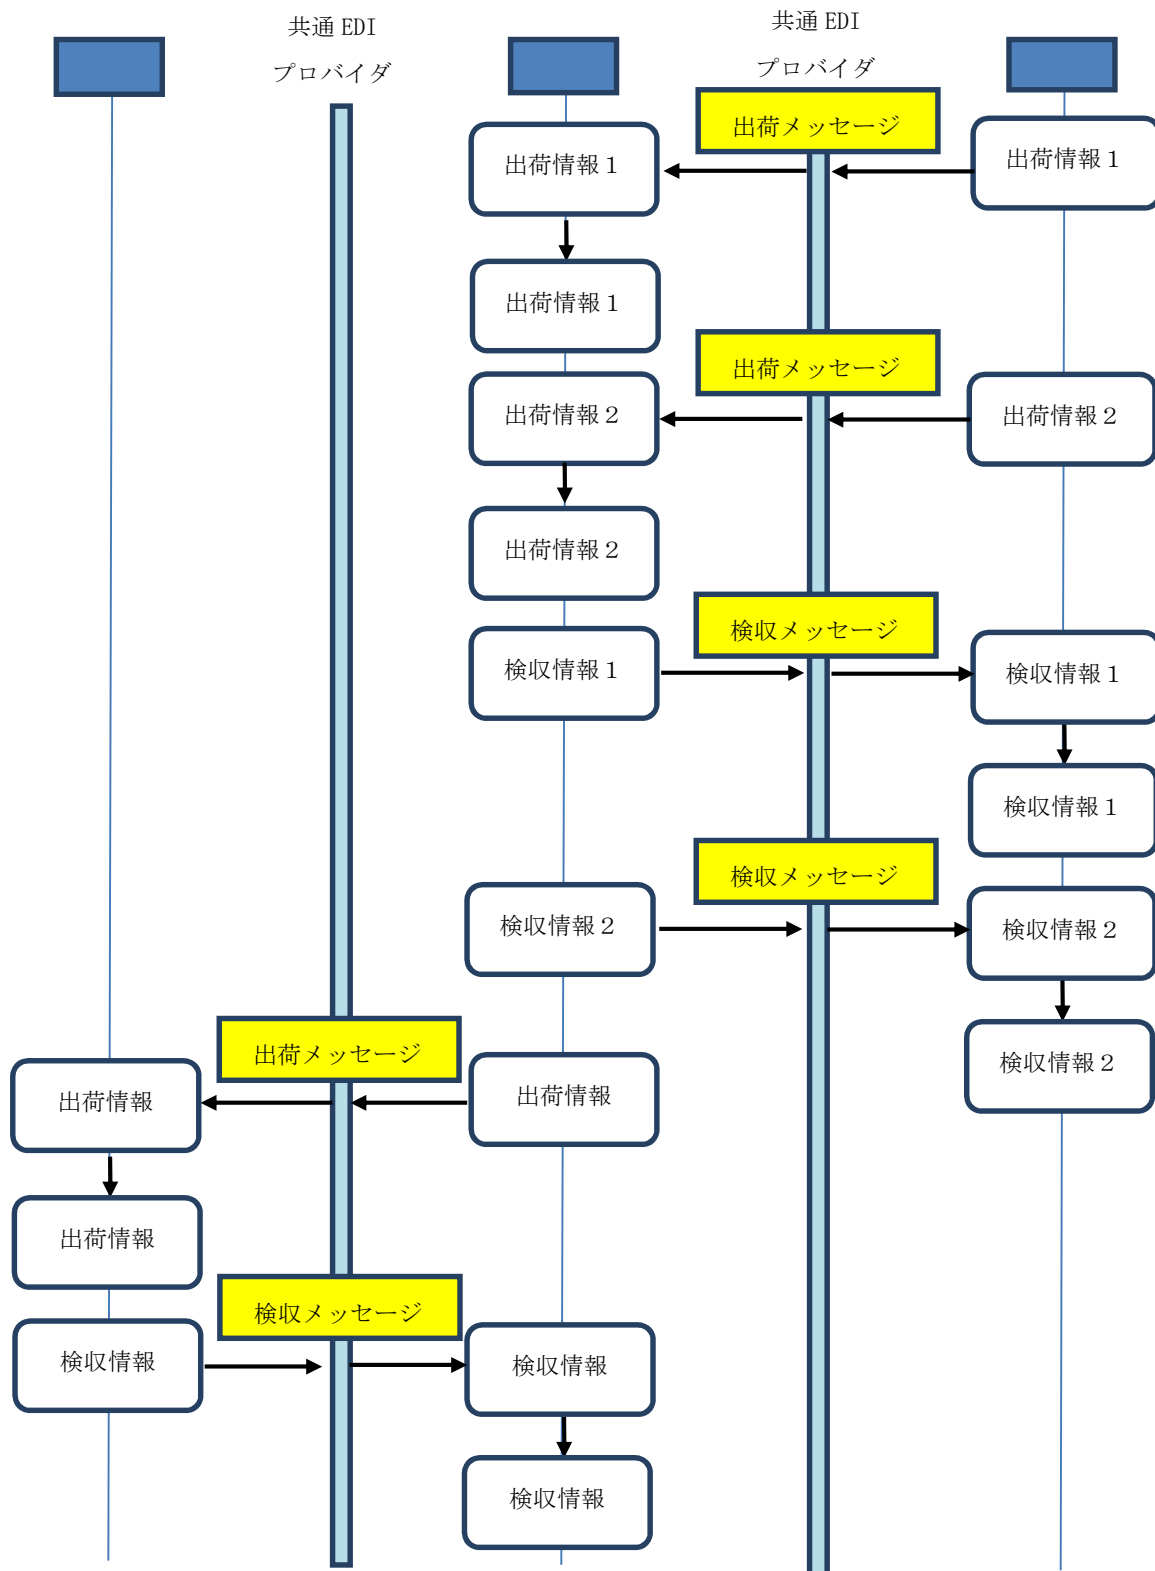 共通 EDI
プロバイダ
共通 EDI
プロバイダ
出荷メッセージ
出荷情報１
出荷情報１
出荷情報１
出荷メッセージ
出荷情報２
出荷情報２
出荷情報２
検収メッセージ
検収情報１
検収情報１
検収情報１
検収メッセージ
検収情報２
検収情報２
出荷メッセージ
検収情報２
出荷情報
出荷情報
出荷情報
検収メッセージ
検収情報
検収情報
検収情報